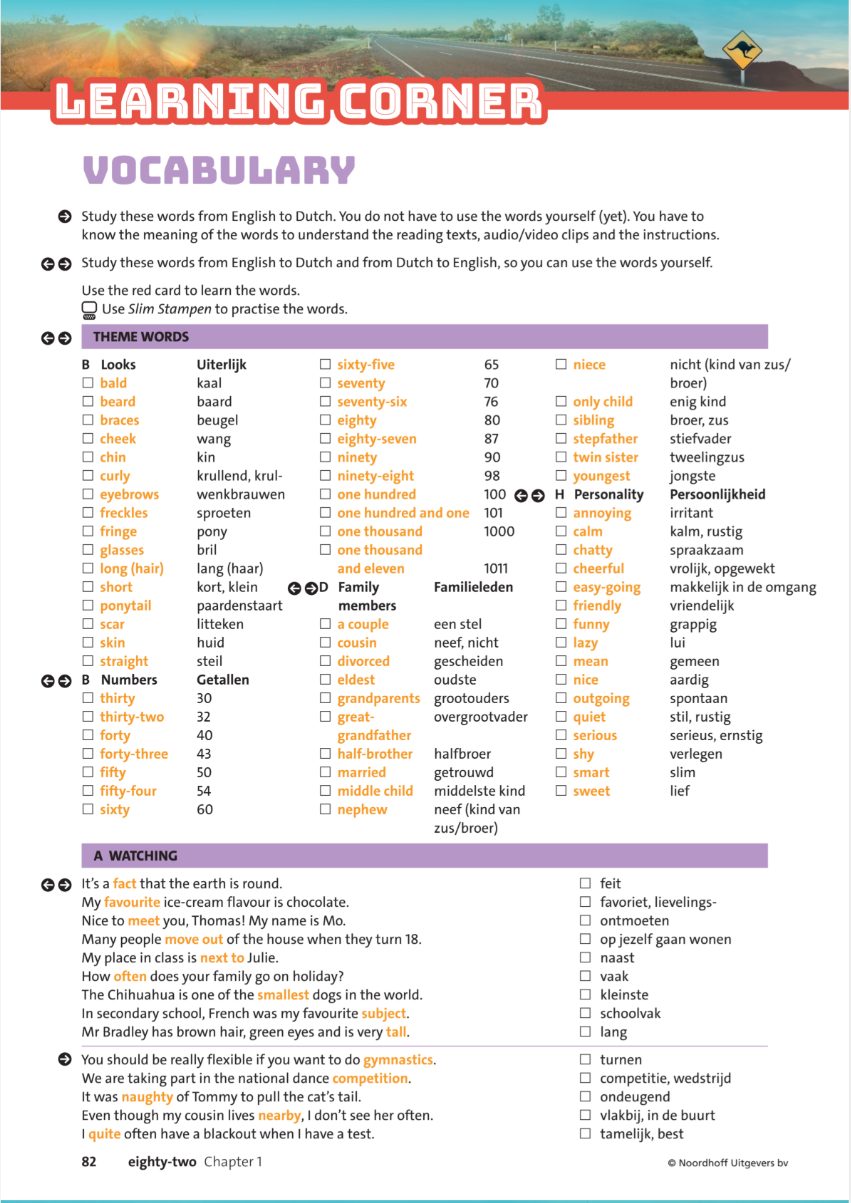 LEARNING CORNER
VOCABULARY
Study these words from English to Dutch. You do not have to use the words yourself (yet). You have to
know the meaning of the words to understand the reading texts, audio/video clips and the instructions.
Study these words from English to Dutch and from Dutch to English, so you can use the words yourself.
Use the red card to learn the words.
Use Slim Stampen to practise the words.
THEME WORDS
B Looks Uiterlijk
bald kaal
beard baard
braces beugel
cheek wang
chin kin
curly krullend, krul-
eyebrows wenkbrauwen
freckles sproeten
fringe pony
glasses bril
long (hair) lang (haar)
short kort, klein
ponytail paardenstaart
scar litteken
skin huid
straight steil
B Numbers Getallen
thirty 30
thirty-two 32
forty 40
forty-three 43
fifty 50
fifty-four 54
sixty 60
sixty-five 65
seventy 70
seventy-six 76
eighty 80
eighty-seven 87
ninety 90
ninety-eight 98
one hundred 100
one hundred and one 101
one thousand 1000
one thousand
and eleven 1011
D Family Familieleden
members
a couple een stel
cousin neef, nicht
divorced gescheiden
eldest oudste
grandparents grootouders
great- overgrootvader
grandfather
half-brother halfbroer
married getrouwd
middle child middelste kind
nephew neef (kind van
zus/broer)
niece nicht (kind van zus/
broer)
only child enig kind
sibling broer, zus
stepfather stiefvader
twin sister tweelingzus
youngest jongste
H Personality Persoonlijkheid
annoying irritant
calm kalm, rustig
chatty spraakzaam
cheerful vrolijk, opgewekt
easy-going makkelijk in de omgang
friendly vriendelijk
funny grappig
lazy lui
mean gemeen
nice aardig
outgoing spontaan
quiet stil, rustig
serious serieus, ernstig
shy verlegen
smart slim
sweet lief
A WATCHING
It's a fact that the earth is round. feit
My favourite ice-cream flavour is chocolate. favoriet, lievelings-
Nice to meet you, Thomas! My name is Mo. ontmoeten
Many people move out of the house when they turn 18. op jezelf gaan wonen
My place in class is next to Julie. naast
How often does your family go on holiday? vaak
The Chihuahua is one of the smallest dogs in the world. kleinste
In secondary school, French was my favourite subject. schoolvak
Mr Bradley has brown hair, green eyes and is very tall. lang
You should be really flexible if you want to do gymnastics. turnen
We are taking part in the national dance competition. competitie, wedstrijd
It was naughty of Tommy to pull the cat's tail. ondeugend
Even though my cousin lives nearby, I don't see her often. vlakbij, in de buurt
I quite often have a blackout when I have a test. tamelijk, best
82 eighty-two Chapter 1 © Noordhoff Uitgevers bv